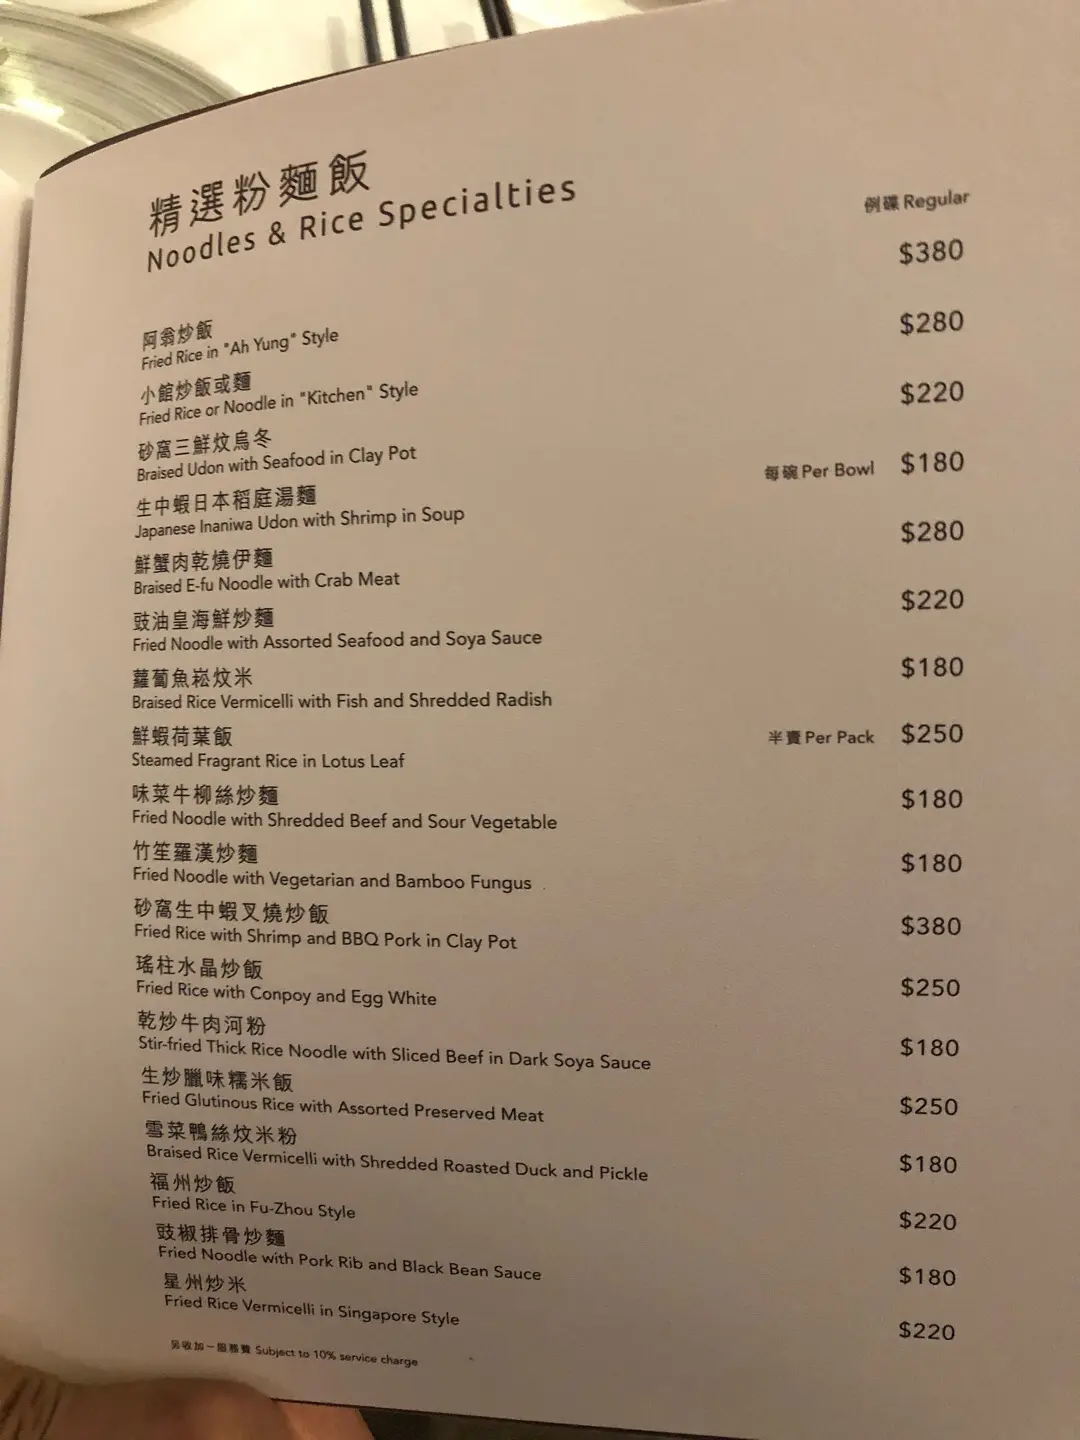 精選粉麵飯
Noodles & Rice Specialties
例碟 Regular
阿翁炒飯 $380
Fried Rice in "Ah Yung" Style
小館炒飯或麵 $280
Fried Rice or Noodle in "Kitchen" Style
砂窩三鮮炆烏冬 $220
Braised Udon with Seafood in Clay Pot
生中蝦日本稻庭湯麵 每碗 Per Bowl $180
Japanese Inaniwa Udon with Shrimp in Soup
鮮蟹肉乾燒伊麵 $280
Braised E-fu Noodle with Crab Meat
豉油皇海鮮炒麵 $220
Fried Noodle with Assorted Seafood and Soya Sauce
蘿蔔魚崧炆米 $180
Braised Rice Vermicelli with Fish and Shredded Radish
鮮蝦荷葉飯 半賣 Per Pack $250
Steamed Fragrant Rice in Lotus Leaf
味菜牛柳絲炒麵 $180
Fried Noodle with Shredded Beef and Sour Vegetable
竹笙羅漢炒麵 $180
Fried Noodle with Vegetarian and Bamboo Fungus
砂窩生中蝦叉燒炒飯 $380
Fried Rice with Shrimp and BBQ Pork in Clay Pot
瑤柱水晶炒飯 $250
Fried Rice with Conpoy and Egg White
乾炒牛肉河粉 $180
Stir-fried Thick Rice Noodle with Sliced Beef in Dark Soya Sauce
生炒臘味糯米飯 $250
Fried Glutinous Rice with Assorted Preserved Meat
雪菜鴨絲炆米粉 $180
Braised Rice Vermicelli with Shredded Roasted Duck and Pickle
福州炒飯 $220
Fried Rice in Fu-Zhou Style
豉椒排骨炒麵 $180
Fried Noodle with Pork Rib and Black Bean Sauce
星州炒米 $220
Fried Rice Vermicelli in Singapore Style
另收加一服務費 Subject to 10% service charge